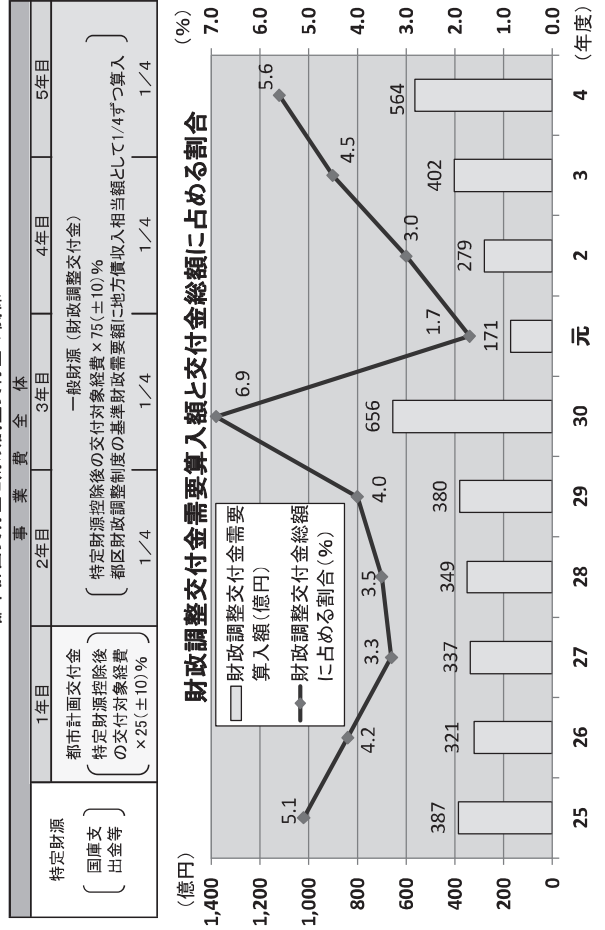 事 業 費 全 体
特定財源
国庫支
出金等
1年目
2年目
3年目
4年目
5年目
都市計画交付金
特定財源控除後
の交付対象経費
×25(±10)%
一般財源（財政調整交付金）
特定財源控除後の交付対象経費×75(±10)%
都区財政調整制度の基準財政需要額に地方債収入相当額として1/4ずつ算入
1/4
1/4
1/4
1/4
財政調整交付金需要算入額と交付金総額に占める割合
(億円)
(%)
1,400
1,200
1,000
800
600
400
200
0
7.0
6.0
5.0
4.0
3.0
2.0
1.0
0.0
財政調整交付金需要
算入額(億円)
財政調整交付金総額
に占める割合(%)
5.1
4.2
3.3
3.5
4.0
6.9
1.7
3.0
4.5
5.6
387
321
337
349
380
656
171
279
402
564
25
26
27
28
29
30
元
2
3
4
(年度)